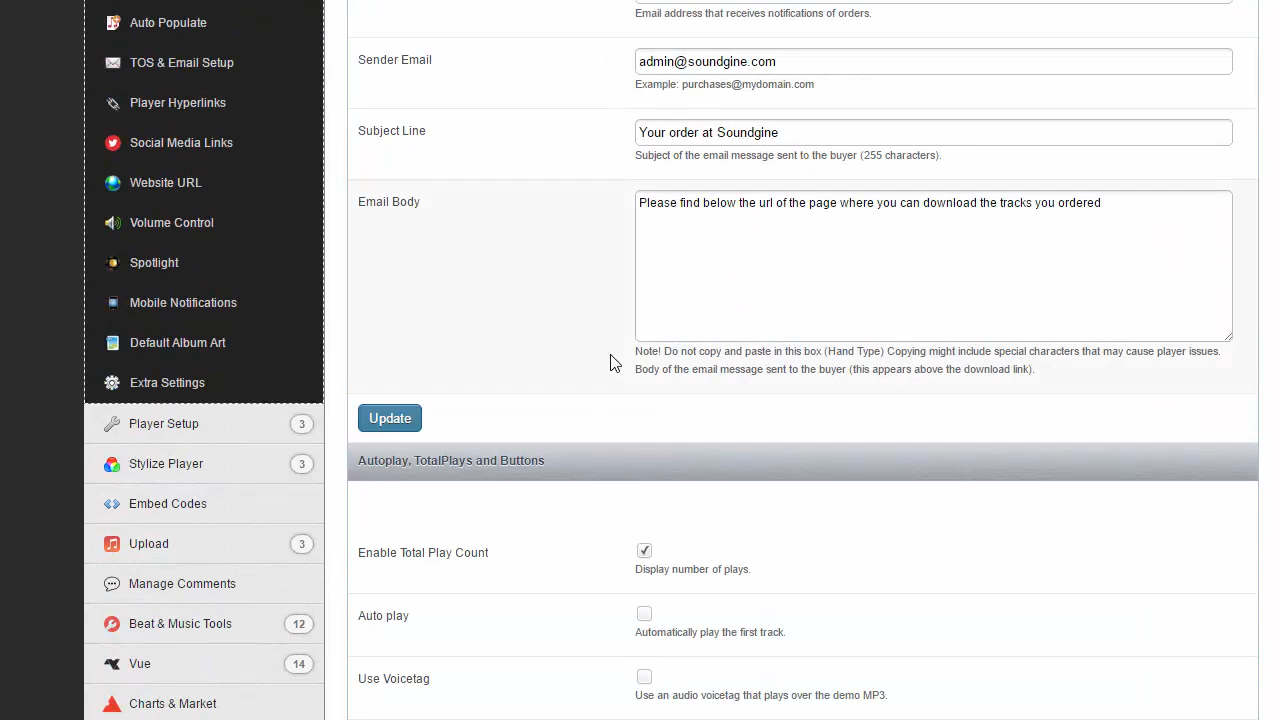 Auto Populate
TOS & Email Setup
Player Hyperlinks
Social Media Links
Website URL
Volume Control
Spotlight
Mobile Notifications
Default Album Art
Extra Settings
Player Setup 3
Stylize Player 3
Embed Codes
Upload 3
Manage Comments
Beat & Music Tools 12
Vue 14
Charts & Market
Email address that receives notifications of orders.
Sender Email
admin@soundgine.com
Example: purchases@mydomain.com
Subject Line
Your order at Soundgine
Subject of the email message sent to the buyer (255 characters).
Email Body
Please find below the url of the page where you can download the tracks you ordered
Note! Do not copy and paste in this box (Hand Type) Copying might include special characters that may cause player issues.
Body of the email message sent to the buyer (this appears above the download link).
Update
Autoplay, TotalPlays and Buttons
Enable Total Play Count
Display number of plays.
Auto play
Automatically play the first track.
Use Voicetag
Use an audio voicetag that plays over the demo MP3.